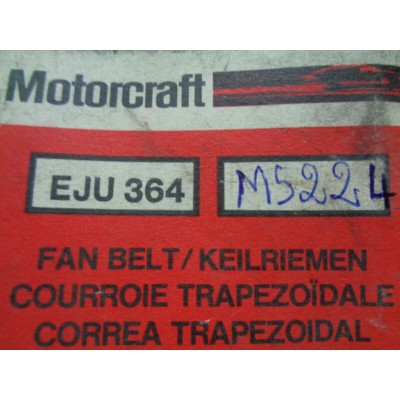 Motorcraft
EJU 364 M5224
FAN BELT/KEILRIEMEN
COURROIE TRAPEZOÏDALE
CORREA TRAPEZOIDAL